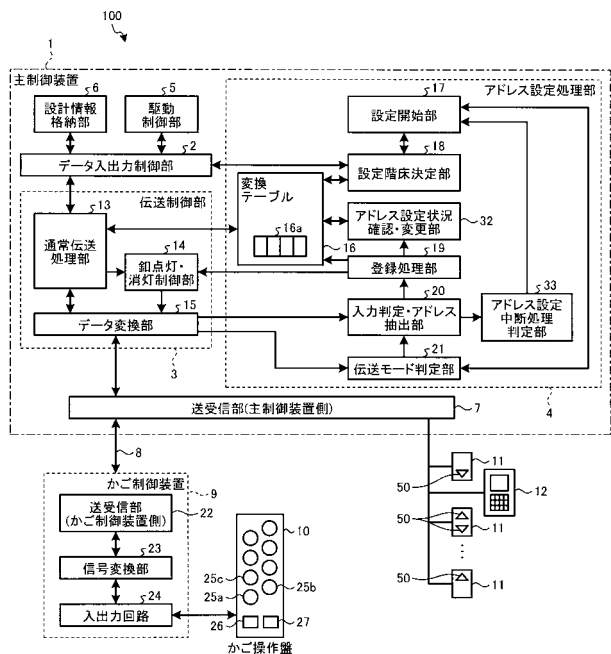 100
1
主制御装置
6
設計情報
格納部
5
駆動
制御部
2
データ入出力制御部
アドレス設定処理部
17
設定開始部
18
設定階床決定部
変換
テーブル
16a
16
アドレス設定状況
確認・変更部
32
19
登録処理部
20
入力判定・アドレス
抽出部
33
アドレス設定
中断処理
判定部
21
伝送モード判定部
4
伝送制御部
13
通常伝送
処理部
14
釦点灯・
消灯制御部
15
データ変換部
3
送受信部(主制御装置側)
7
8
かご制御装置
9
送受信部
(かご制御装置側)
22
23
信号変換部
24
入出力回路
10
25c
25a
25b
26
27
かご操作盤
11
50
12
50
11
50
11